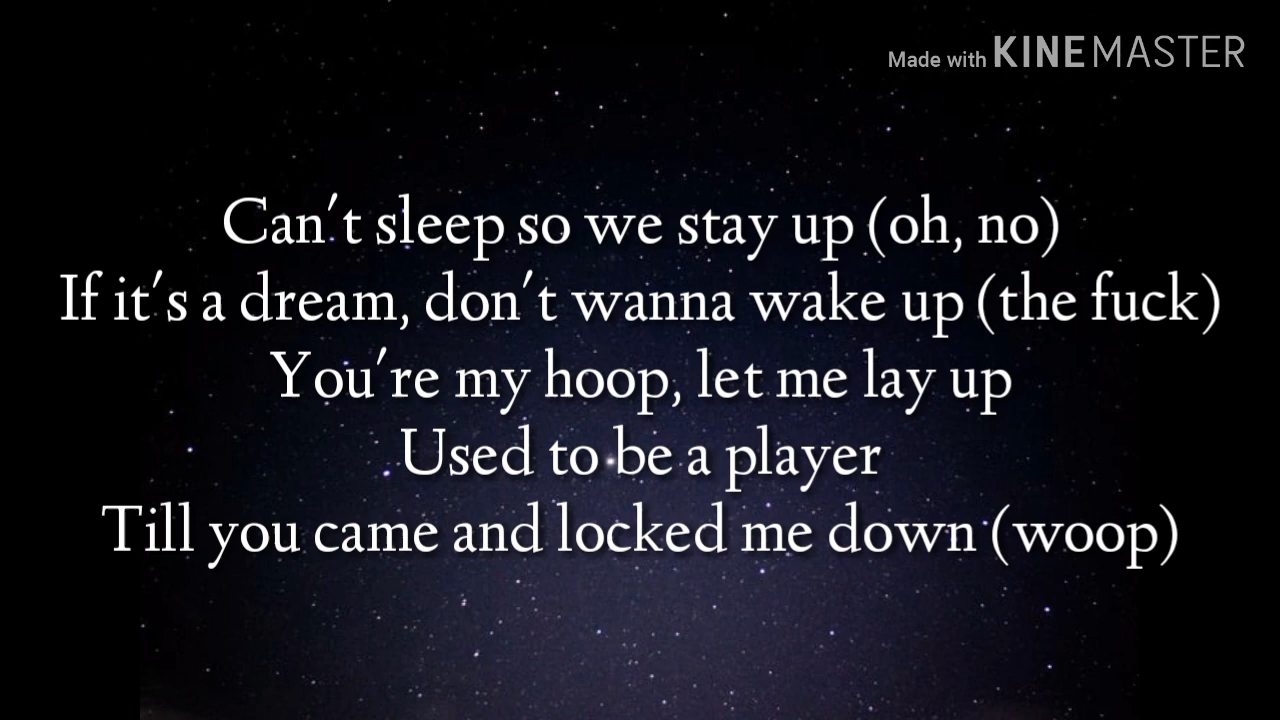 Made with KINEMASTER
Can't sleep so we stay up (oh, no)
If it's a dream, don't wanna wake up (the fuck)
You're my hoop, let me lay up
Used to be a player
Till you came and locked me down (woop)